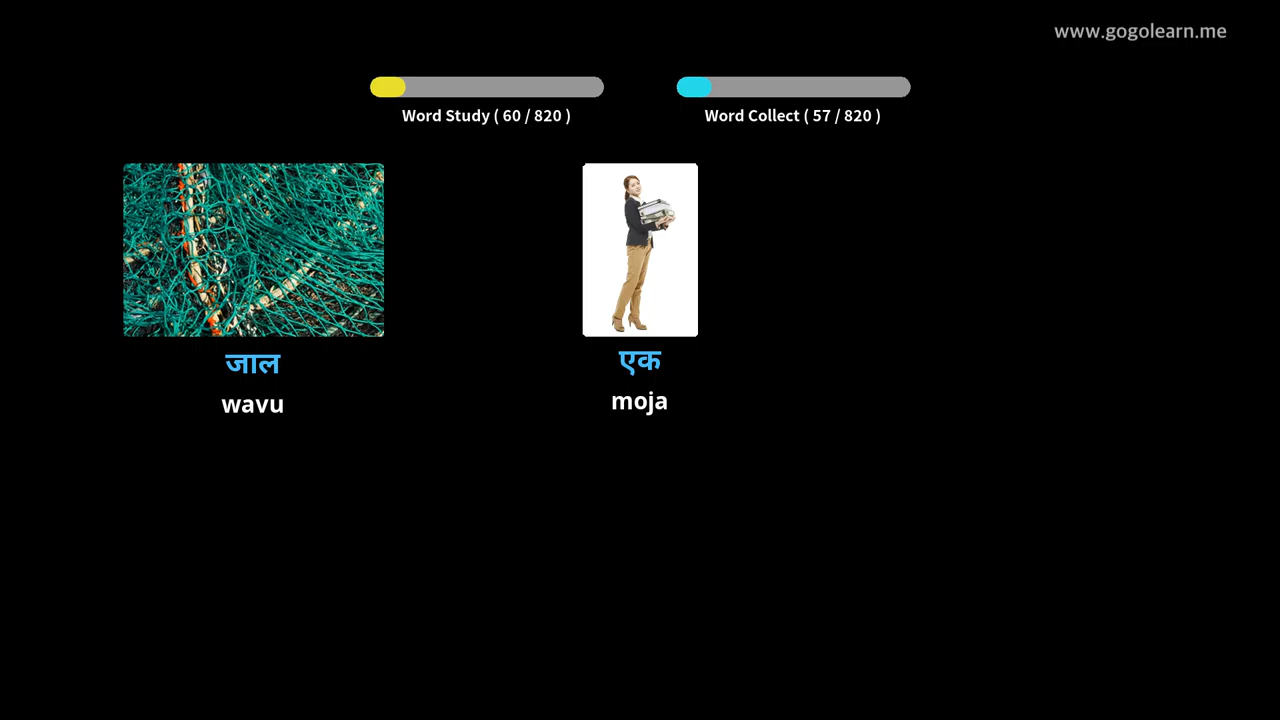 www.gogolearn.me
Word Study ( 60 / 820 )
Word Collect ( 57 / 820 )
जाल
wavu
एक
moja